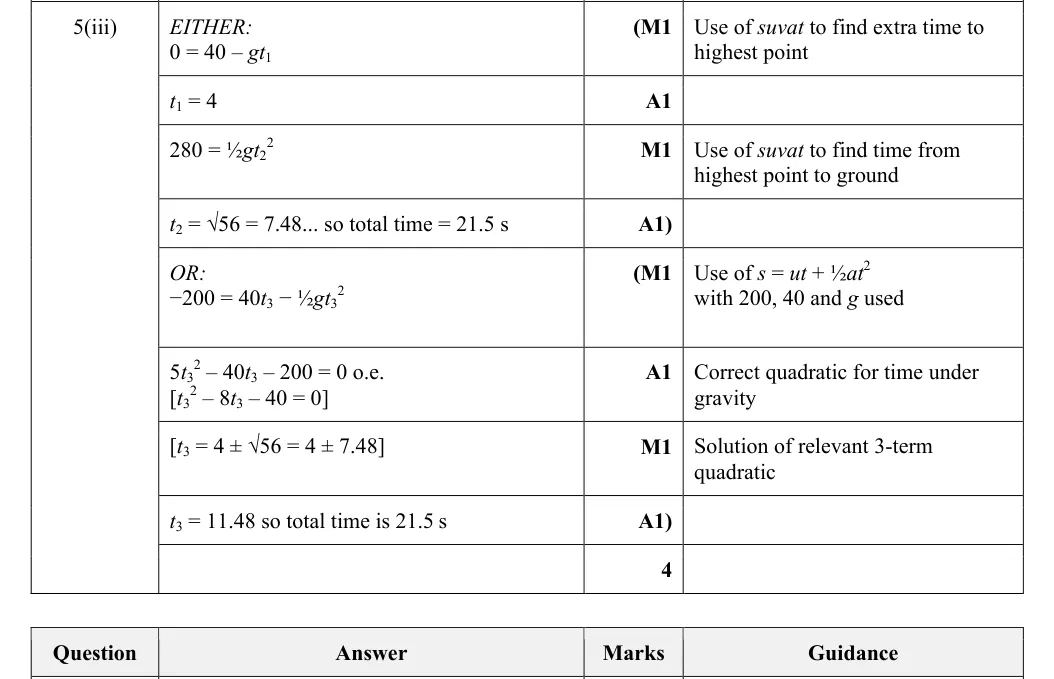 5(iii) EITHER: (M1 Use of suvat to find extra time to
0 = 40 – gt₁ highest point
t₁ = 4 A1
280 = ½gt₂² M1 Use of suvat to find time from
highest point to ground
t₂ = √56 = 7.48... so total time = 21.5 s A1)
OR: (M1 Use of s = ut + ½at²
−200 = 40t₃ − ½gt₃² with 200, 40 and g used
5t₃² – 40t₃ – 200 = 0 o.e. A1 Correct quadratic for time under
[t₃² – 8t₃ – 40 = 0] gravity
[t₃ = 4 ± √56 = 4 ± 7.48] M1 Solution of relevant 3-term
quadratic
t₃ = 11.48 so total time is 21.5 s A1)
4
Question Answer Marks Guidance